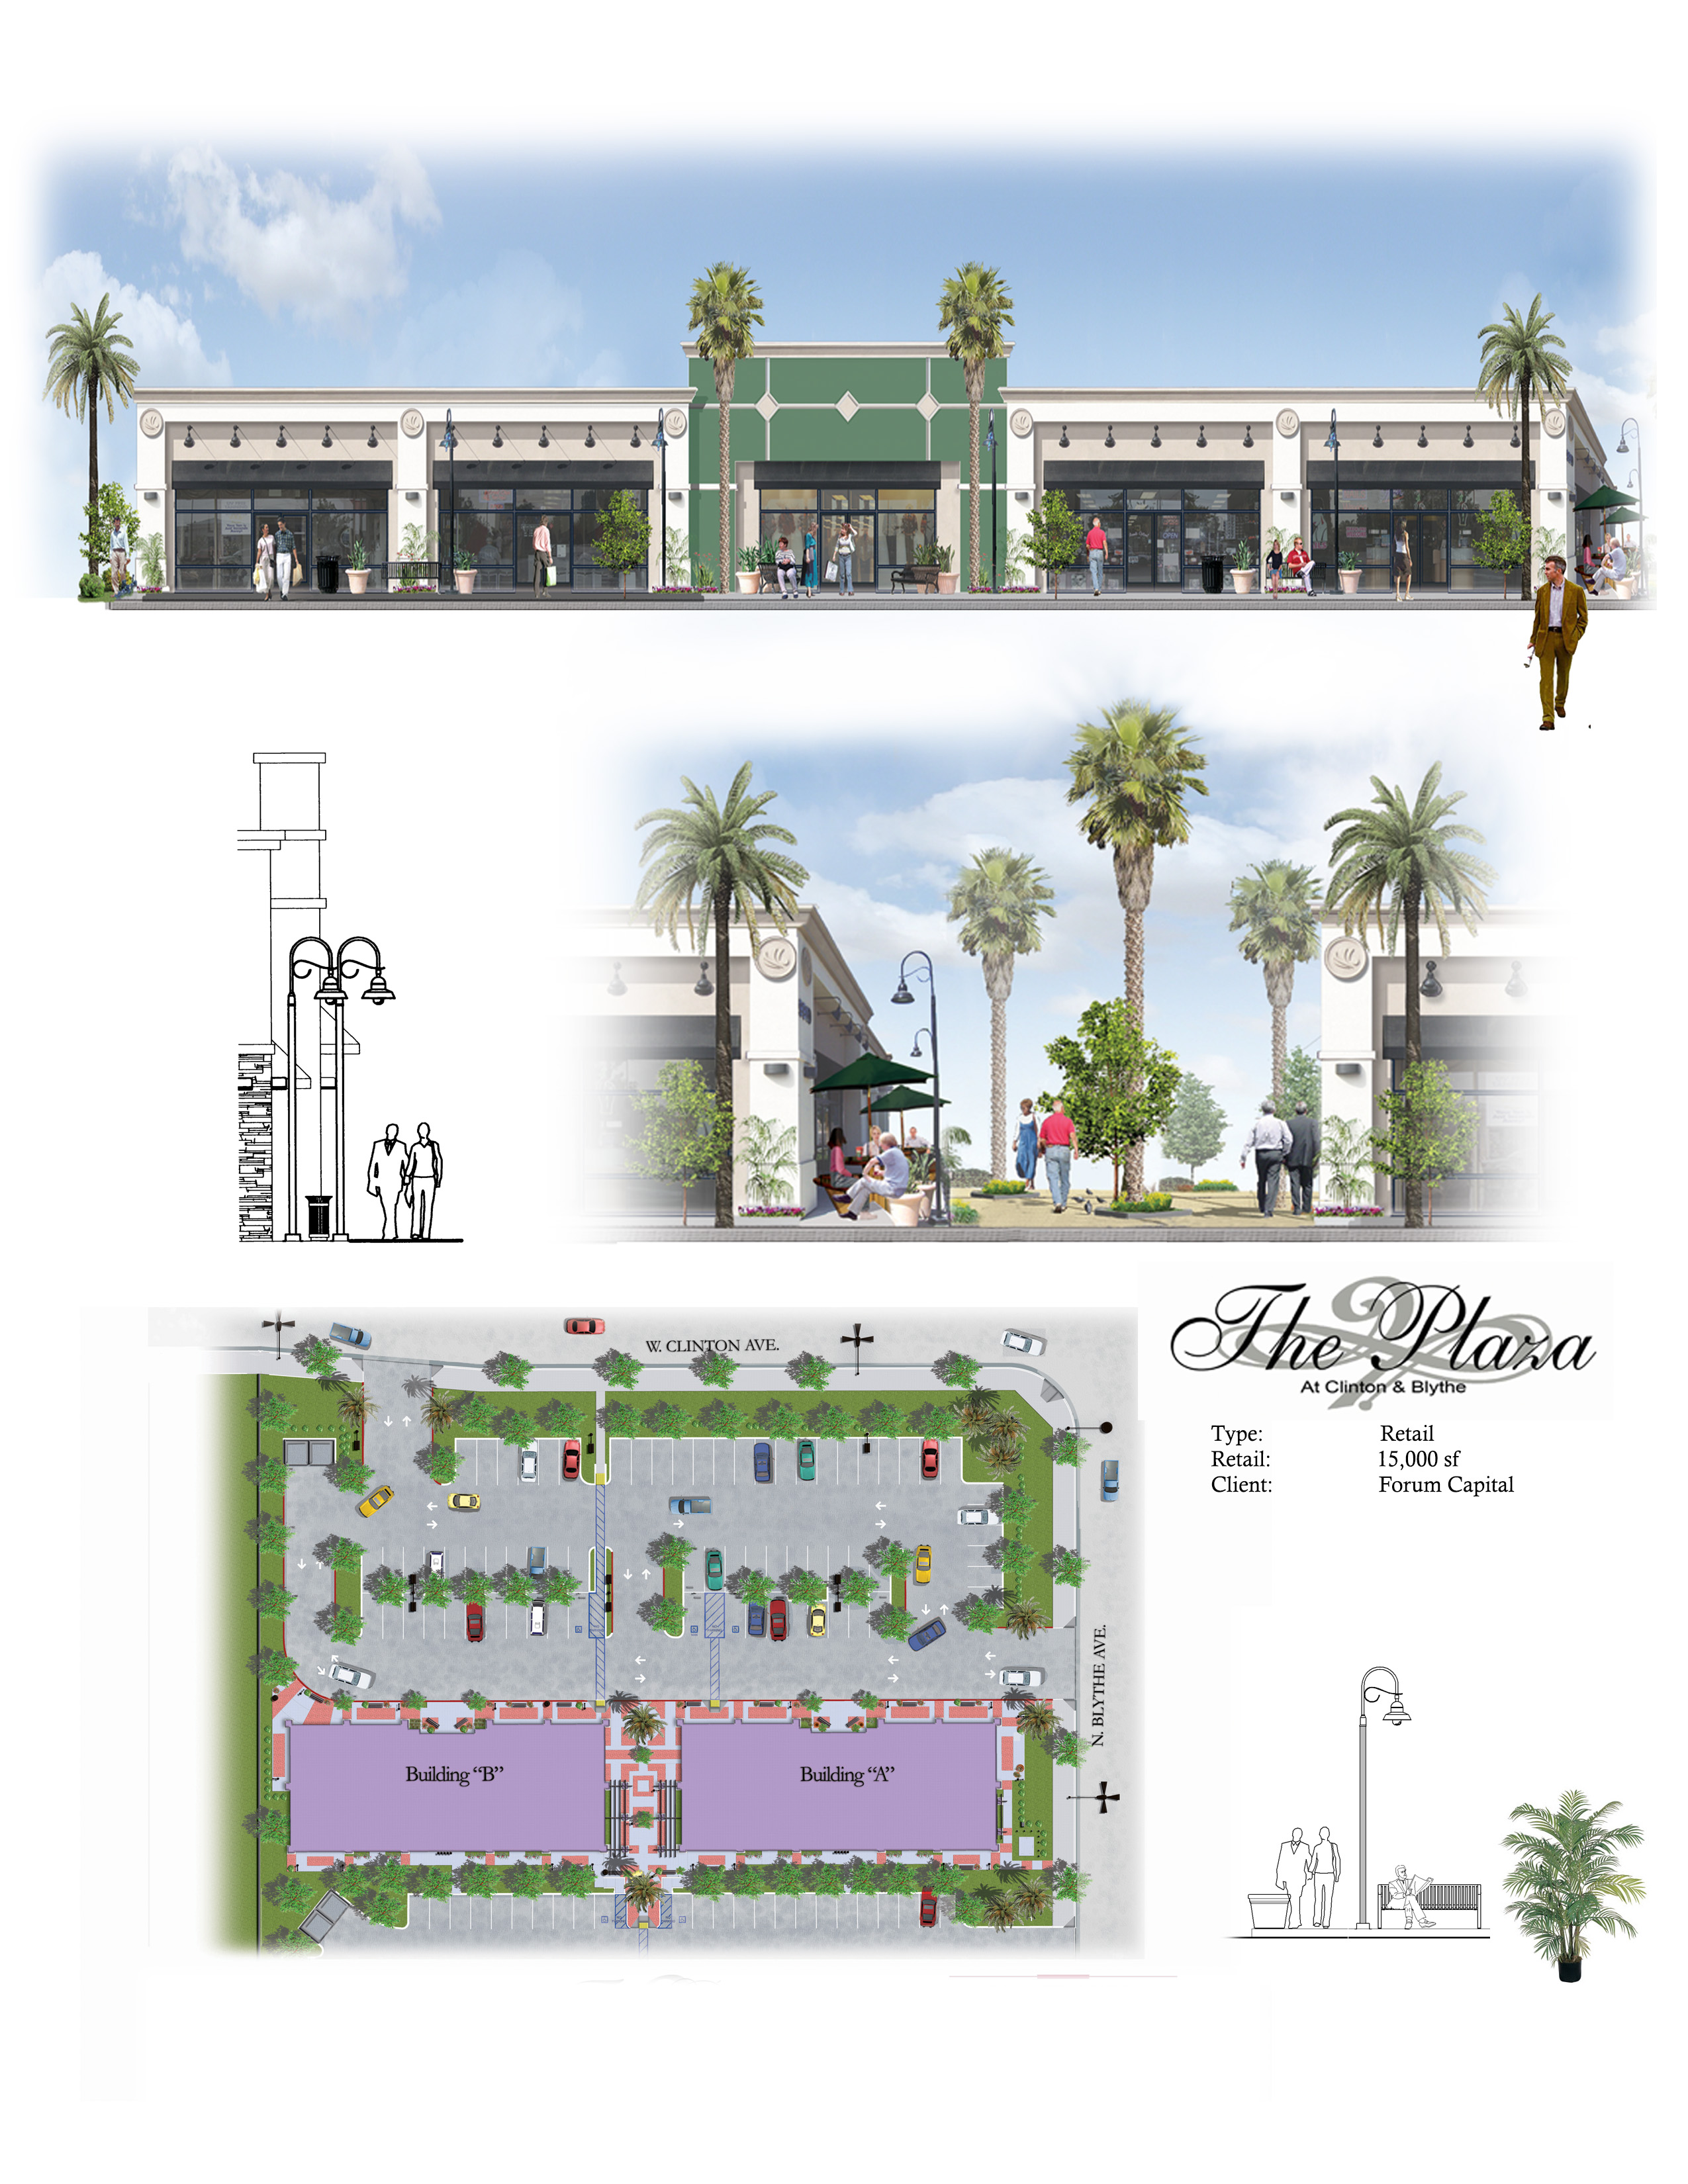 W. CLINTON AVE.
The Plaza
At Clinton & Blythe
Type: Retail
Retail: 15,000 sf
Client: Forum Capital
N. BLYTHE AVE.
Building “B”
Building “A”
OPEN